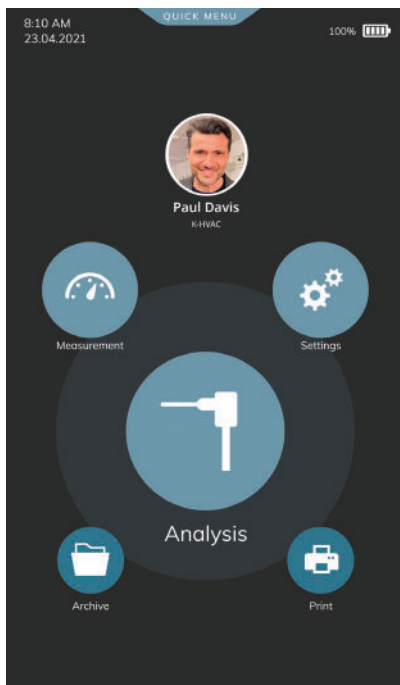 QUICK MENU
8:10 AM
23.04.2021
100%
Paul Davis
K-HVAC
Measurement
Settings
Analysis
Archive
Print